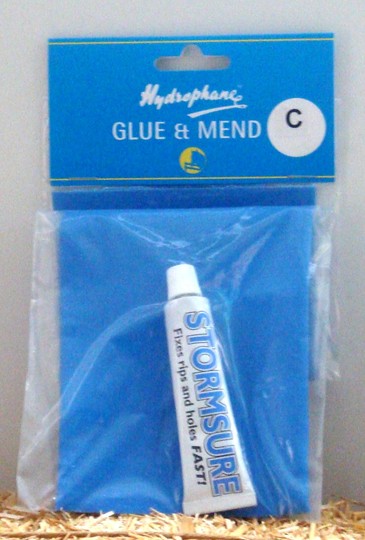 Hydrophane
GLUE & MEND
C
STORMSURE
Fixes rips and holes FAST!